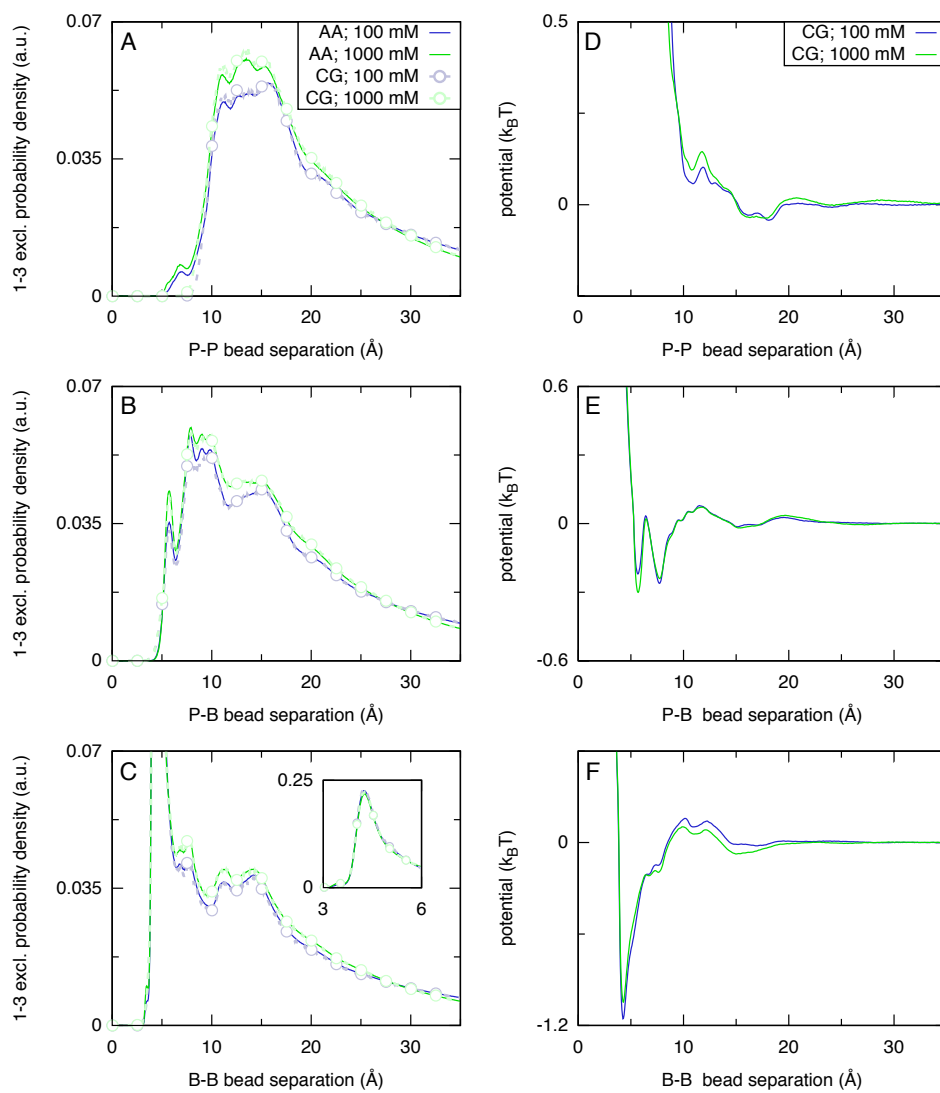 A
AA; 100 mM
AA; 1000 mM
CG; 100 mM
CG; 1000 mM
0.07
0.035
0
1-3 excl. probability density (a.u.)
0 10 20 30
P-P bead separation (Å)
D
CG; 100 mM
CG; 1000 mM
0.5
0
potential (kBT)
0 10 20 30
P-P bead separation (Å)
B
0.07
0.035
0
1-3 excl. probability density (a.u.)
0 10 20 30
P-B bead separation (Å)
E
0.6
0
-0.6
potential (kBT)
0 10 20 30
P-B bead separation (Å)
C
0.07
0.035
0
1-3 excl. probability density (a.u.)
0.25
0
3 6
0 10 20 30
B-B bead separation (Å)
F
0
-1.2
potential (kBT)
0 10 20 30
B-B bead separation (Å)